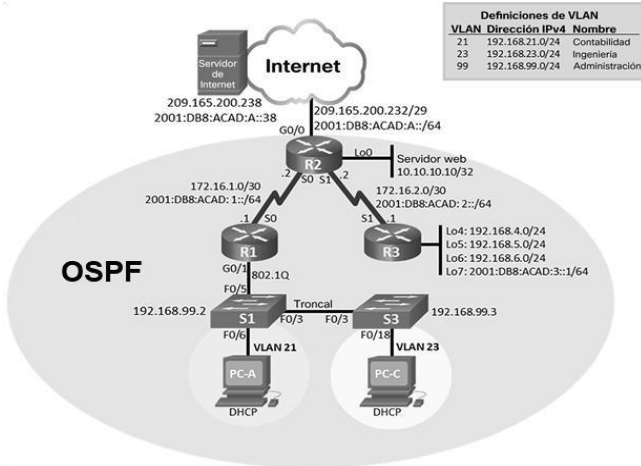 Definiciones de VLAN
VLAN Dirección IPv4 Nombre
21 192.168.21.0/24 Contabilidad
23 192.168.23.0/24 Ingeniería
99 192.168.99.0/24 Administración
Servidor
de
Internet
Internet
209.165.200.238
2001:DB8:ACAD:A::38
209.165.200.232/29
2001:DB8:ACAD:A::/64
G0/0
R2
Lo0
Servidor web
10.10.10.10/32
.2
S0
S1
.2
172.16.1.0/30
2001:DB8:ACAD: 1::/64
172.16.2.0/30
2001:DB8:ACAD: 2::/64
.1
S0
S1
.1
R1
R3
Lo4: 192.168.4.0/24
Lo5: 192.168.5.0/24
Lo6: 192.168.6.0/24
Lo7: 2001:DB8:ACAD:3::1/64
OSPF
G0/1
802.1Q
F0/5
192.168.99.2
S1
F0/3
Troncal
F0/3
S3
192.168.99.3
F0/6
VLAN 21
F0/18
VLAN 23
PC-A
PC-C
DHCP
DHCP